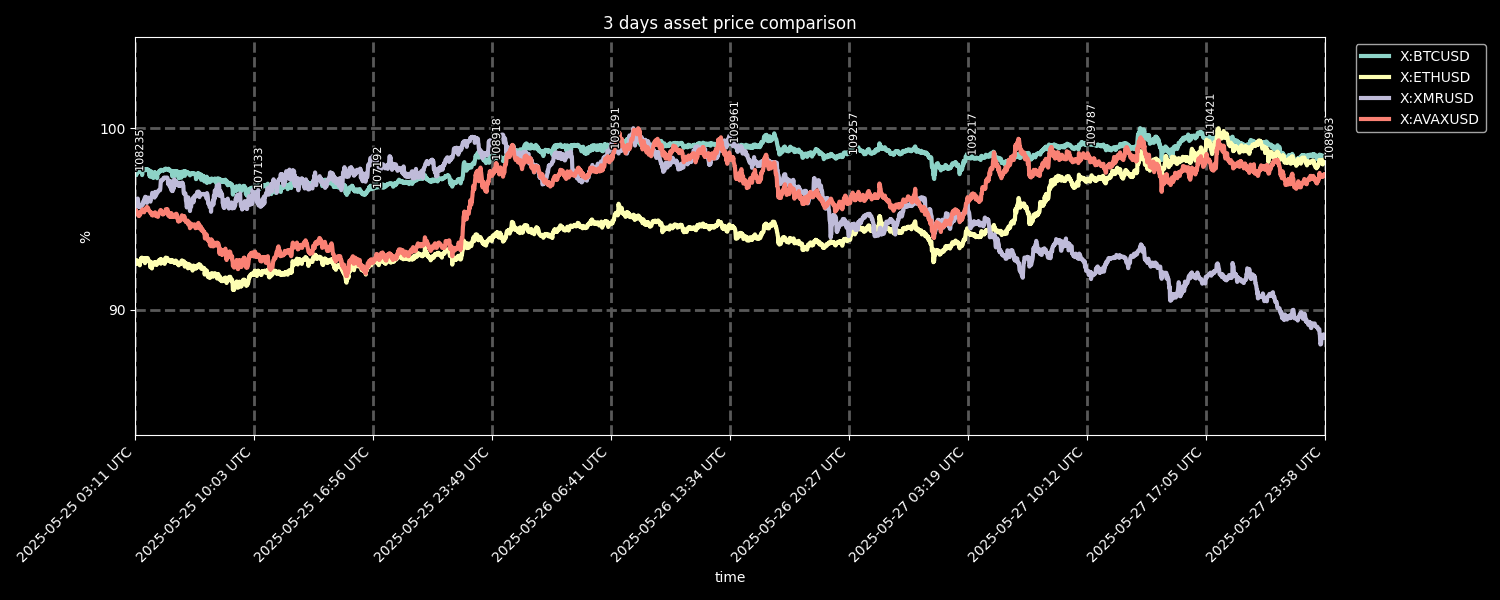 3 days asset price comparison
X:BTCUSD
X:ETHUSD
X:XMRUSD
X:AVAXUSD
100
90
%
108235
107133
107192
108918
109591
109961
109257
109217
109787
110421
108963
2025-05-25 03:11 UTC
2025-05-25 10:03 UTC
2025-05-25 16:56 UTC
2025-05-25 23:49 UTC
2025-05-26 06:41 UTC
2025-05-26 13:34 UTC
2025-05-26 20:27 UTC
2025-05-27 03:19 UTC
2025-05-27 10:12 UTC
2025-05-27 17:05 UTC
2025-05-27 23:58 UTC
time